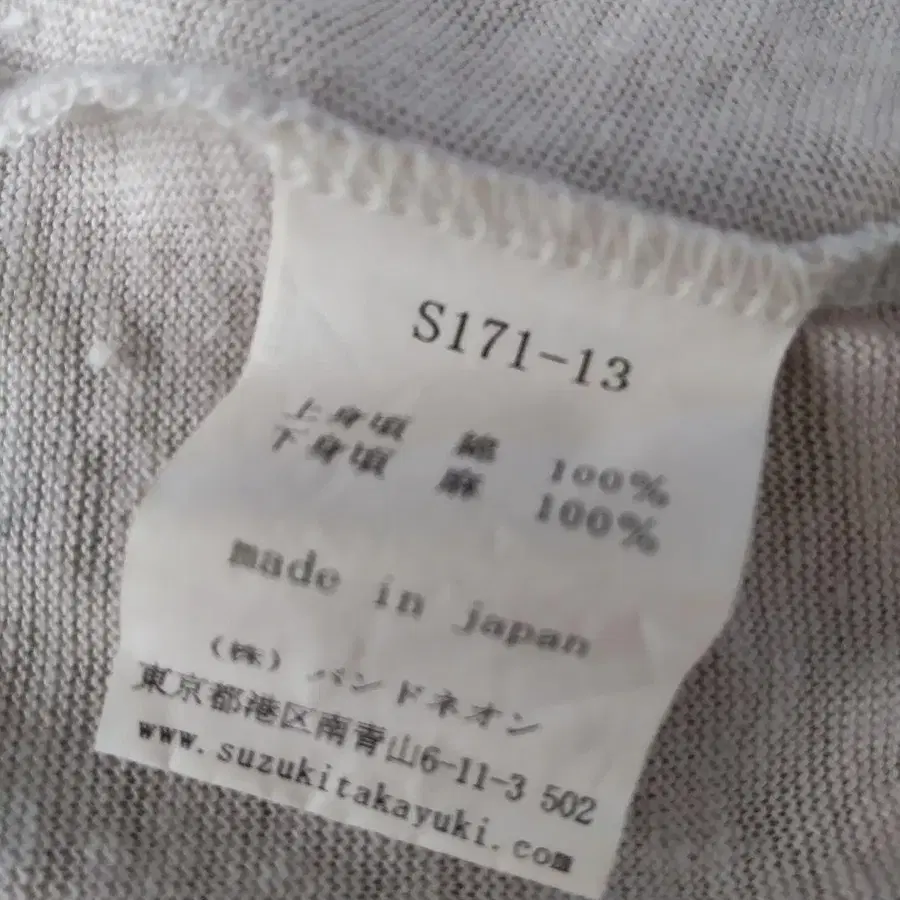 S171-13
上身頃 綿 100%
下身頃 麻 100%
made in japan
(株) バンドネオン
東京都港区南青山6-11-3 502
www.suzukitakayuki.com